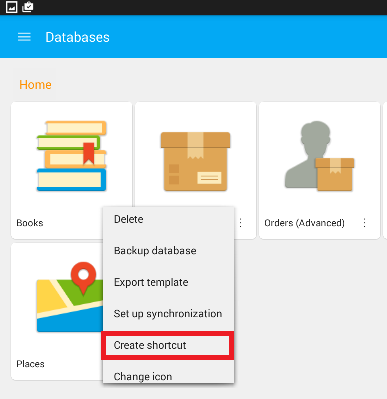 Databases
Home
Books
Orders (Advanced)
Delete
Backup database
Export template
Set up synchronization
Create shortcut
Change icon
Places